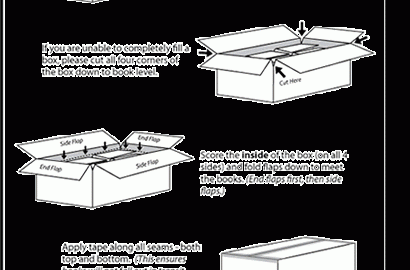 If you are unable to completely fill a
box, please cut all four corners of
the box down to book level.
Cut Here
End Flap
Side Flap
End Flap
Side Flap
Score the inside of the box (on all 4
sides) and fold flaps down to meet
the books. (End flaps first, then side
flaps.)
Apply tape along all seams - both
top and bottom. (This ensures